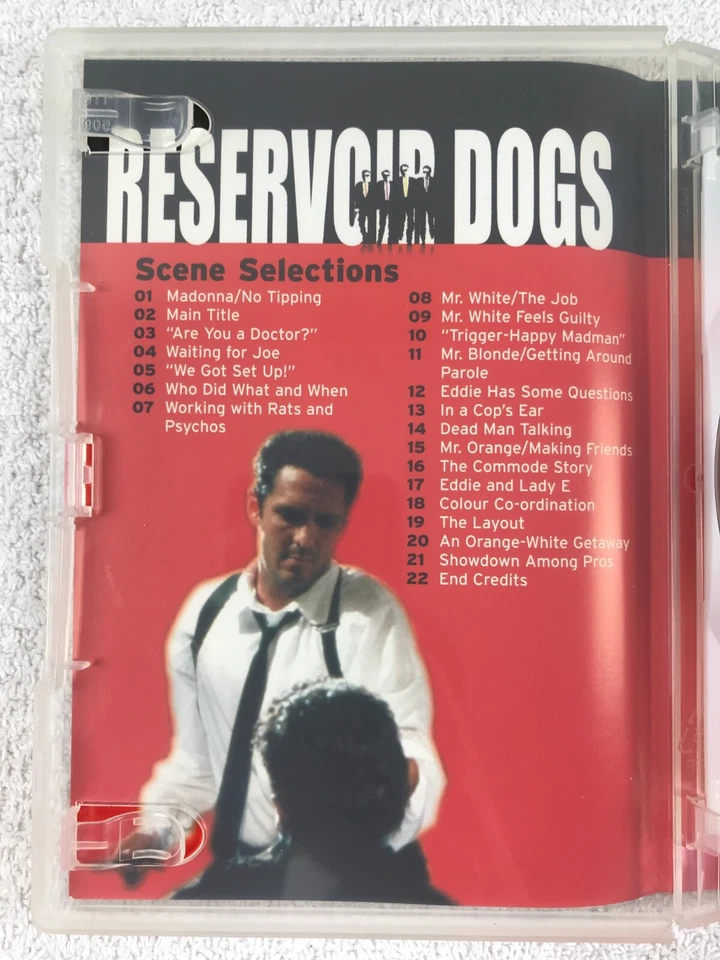 RESERVOIR DOGS
Scene Selections
01 Madonna/No Tipping
02 Main Title
03 “Are You a Doctor?”
04 Waiting for Joe
05 “We Got Set Up!”
06 Who Did What and When
07 Working with Rats and
Psychos
08 Mr. White/The Job
09 Mr. White Feels Guilty
10 “Trigger-Happy Madman”
11 Mr. Blonde/Getting Around
Parole
12 Eddie Has Some Questions
13 In a Cop’s Ear
14 Dead Man Talking
15 Mr. Orange/Making Friends
16 The Commode Story
17 Eddie and Lady E
18 Colour Co-ordination
19 The Layout
20 An Orange-White Getaway
21 Showdown Among Pros
22 End Credits